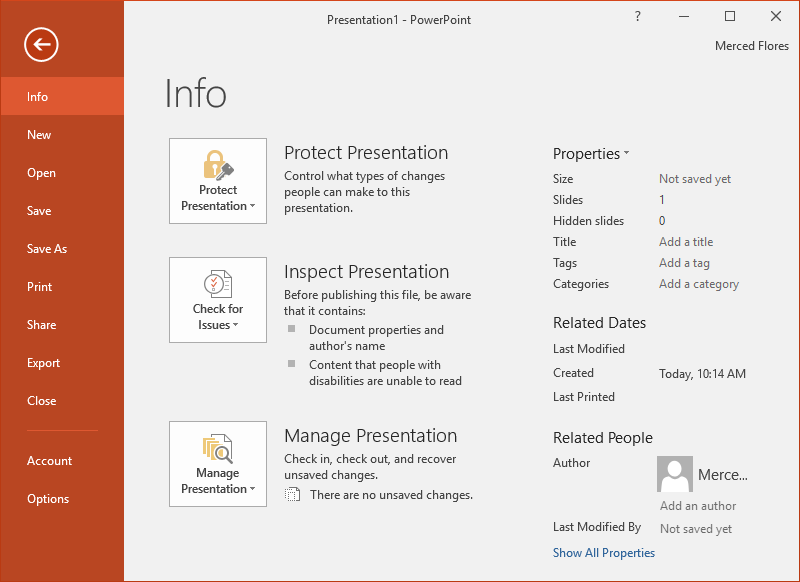 Presentation1 - PowerPoint
?
Merced Flores
Info
New
Open
Save
Save As
Print
Share
Export
Close
Account
Options
Info
Protect
Presentation
Protect Presentation
Control what types of changes
people can make to this
presentation.
Check for
Issues
Inspect Presentation
Before publishing this file, be aware
that it contains:
Document properties and
author's name
Content that people with
disabilities are unable to read
Manage
Presentation
Manage Presentation
Check in, check out, and recover
unsaved changes.
There are no unsaved changes.
Properties
Size Not saved yet
Slides 1
Hidden slides 0
Title Add a title
Tags Add a tag
Categories Add a category
Related Dates
Last Modified
Created Today, 10:14 AM
Last Printed
Related People
Author Merce...
Add an author
Last Modified By Not saved yet
Show All Properties